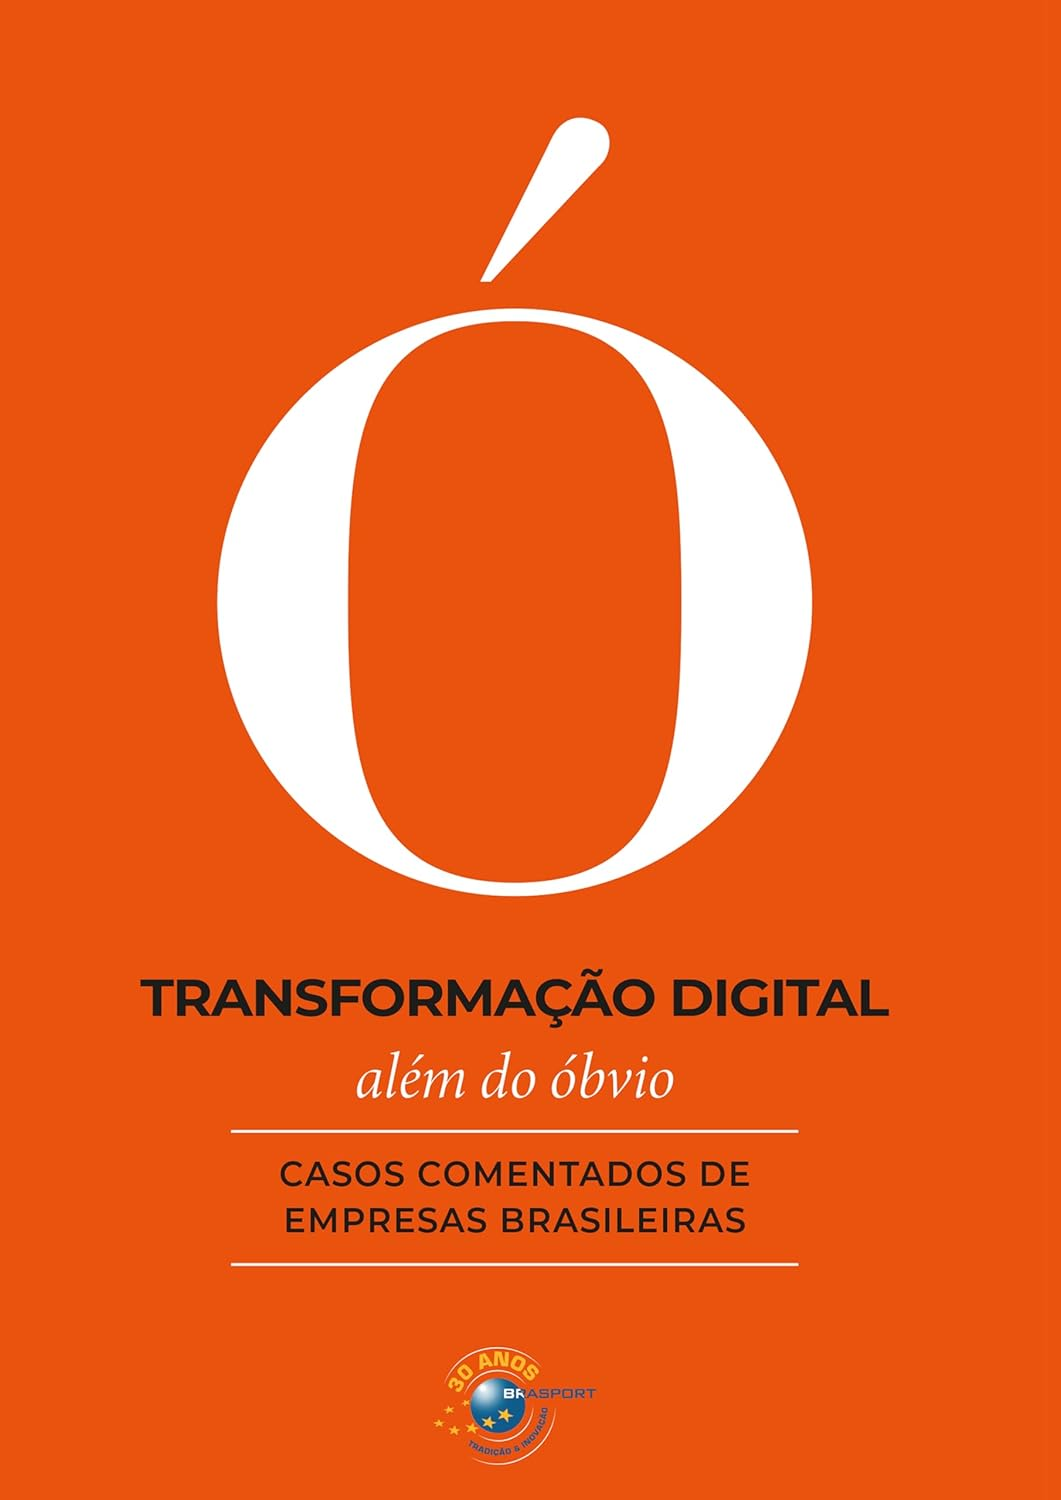 Ó
TRANSFORMAÇÃO DIGITAL
além do óbvio
CASOS COMENTADOS DE
EMPRESAS BRASILEIRAS
30 ANOS
BRASPORT
TRADIÇÃO & INOVAÇÃO